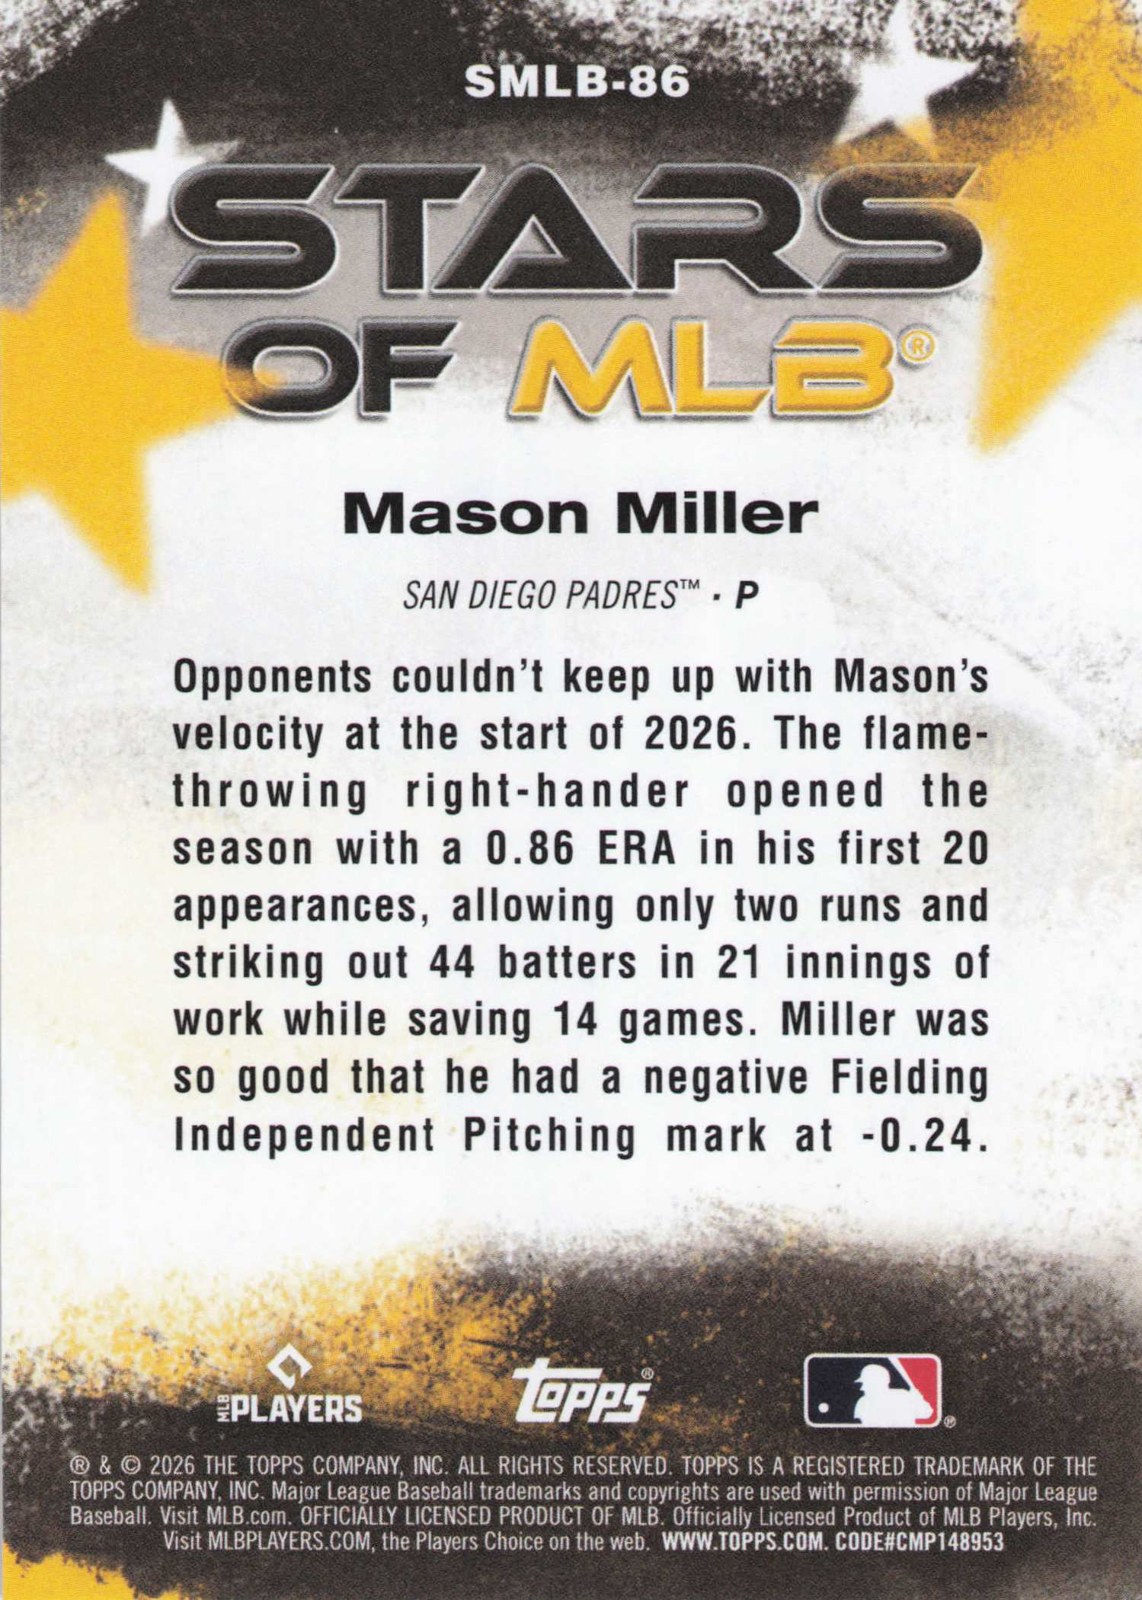 SMLB-86
STARS
OF MLB®
Mason Miller
SAN DIEGO PADRES™ · P
Opponents couldn't keep up with Mason's
velocity at the start of 2026. The flame-
throwing right-hander opened the
season with a 0.86 ERA in his first 20
appearances, allowing only two runs and
striking out 44 batters in 21 innings of
work while saving 14 games. Miller was
so good that he had a negative Fielding
Independent Pitching mark at -0.24.
MLB PLAYERS
topps®
®
® & © 2026 THE TOPPS COMPANY, INC. ALL RIGHTS RESERVED. TOPPS IS A REGISTERED TRADEMARK OF THE
TOPPS COMPANY, INC. Major League Baseball trademarks and copyrights are used with permission of Major League
Baseball. Visit MLB.com. OFFICIALLY LICENSED PRODUCT OF MLB. Officially Licensed Product of MLB Players, Inc.
Visit MLBPLAYERS.COM, the Players Choice on the web. WWW.TOPPS.COM. CODE#CMP148953